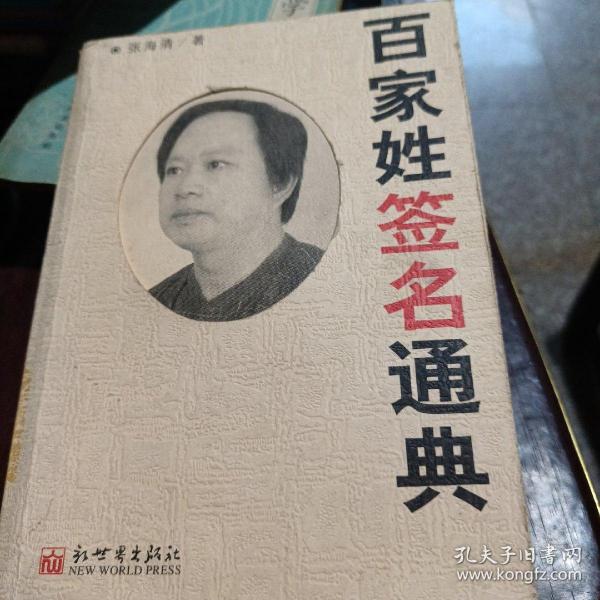 张海清/著
百家姓签名通典
新世界出版社
NEW WORLD PRESS
孔夫子旧书网
www.kongfz.com